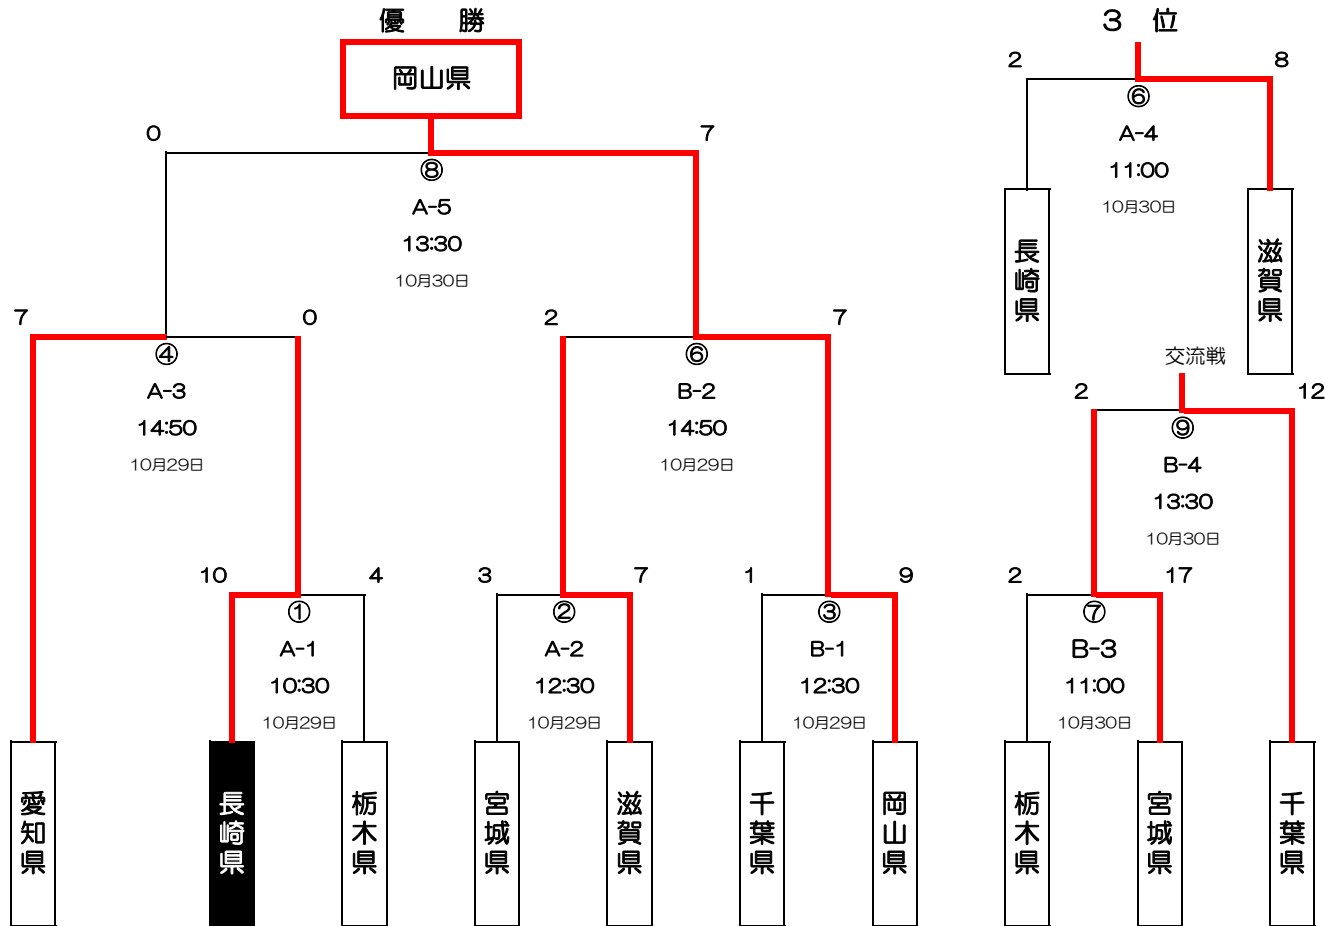 優　勝
岡山県
0
7
⑧
A-5
13:30
10月30日
7
0
④
A-3
14:50
10月29日
2
7
⑥
B-2
14:50
10月29日
10
4
①
A-1
10:30
10月29日
3
7
②
A-2
12:30
10月29日
1
9
③
B-1
12:30
10月29日
愛知県
長崎県
栃木県
宮城県
滋賀県
千葉県
岡山県
3　位
2
8
⑥
A-4
11:00
10月30日
長崎県
滋賀県
交流戦
2
12
⑨
B-4
13:30
10月30日
2
17
⑦
B-3
11:00
10月30日
栃木県
宮城県
千葉県